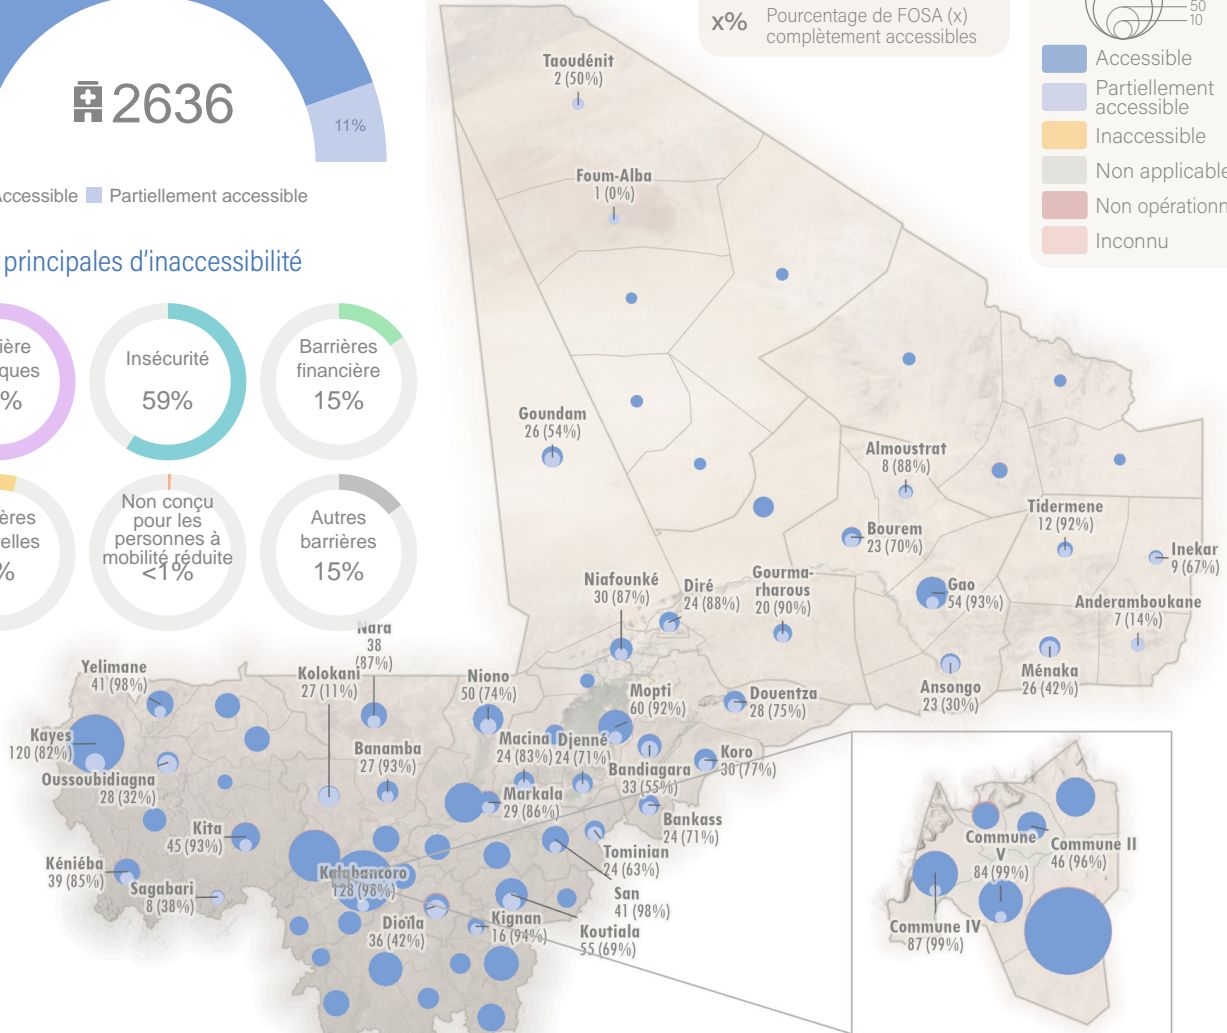 x%
Pourcentage de FOSA (x)
complètement accessibles
50
10
Accessible
Partiellement
accessible
Inaccessible
Non applicable
Non opérationn
Inconnu
2636
11%
Accessible
Partiellement accessible
principales d'inaccessibilité
ière
ques
%
Insécurité
59%
Barrières
financière
15%
ères
elles
%
Non conçu
pour les
personnes à
mobilité réduite
<1%
Autres
barrières
15%
Taoudénit
2 (50%)
Foum-Alba
1 (0%)
Goundam
26 (54%)
Almoustrat
8 (88%)
Bourem
23 (70%)
Tidermene
12 (92%)
Inekar
9 (67%)
Niafounké
30 (87%)
Diré
24 (88%)
Gourma-
rharous
20 (90%)
Gao
54 (93%)
Anderamboukane
7 (14%)
Ménaka
26 (42%)
Ansongo
23 (30%)
Nara
38
(87%)
Yelimane
41 (98%)
Kolokani
27 (11%)
Niono
50 (74%)
Mopti
60 (92%)
Douentza
28 (75%)
Kayes
120 (82%)
Banamba
27 (93%)
Macina
24 (83%)
Djenné
24 (71%)
Koro
30 (77%)
Oussoubidiagna
28 (32%)
Bandiagara
33 (55%)
Markala
29 (86%)
Bankass
24 (71%)
Kita
45 (93%)
Tominian
24 (63%)
Kéniéba
39 (85%)
Sagabari
8 (38%)
Kalabancoro
128 (98%)
San
41 (98%)
Dioïla
36 (42%)
Kignan
16 (94%)
Koutiala
55 (69%)
Commune
V
84 (99%)
Commune II
46 (96%)
Commune IV
87 (99%)